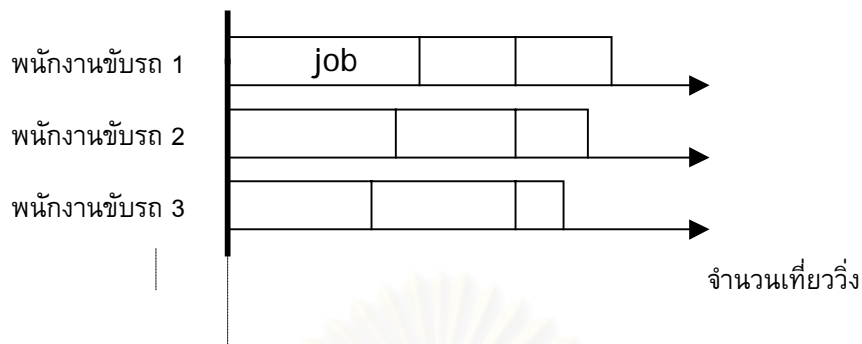 พนักงานขับรถ 1
job
พนักงานขับรถ 2
พนักงานขับรถ 3
จำนวนเที่ยววิ่ง